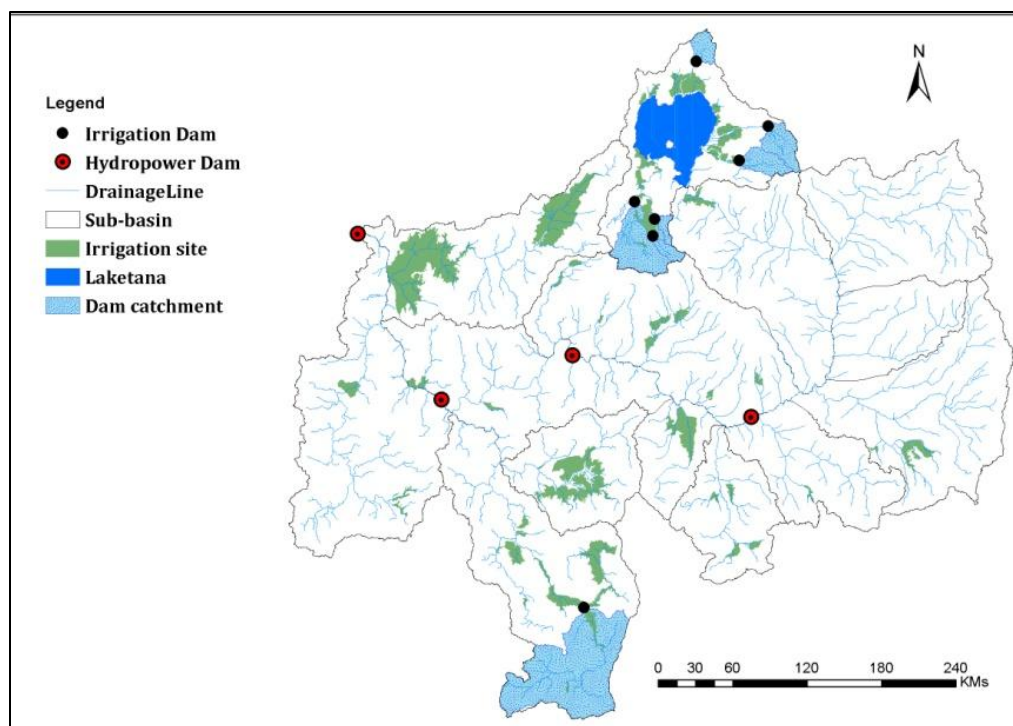 N
Legend
Irrigation Dam
Hydropower Dam
DrainageLine
Sub-basin
Irrigation site
Laketana
Dam catchment
0 30 60 120 180 240
KMs